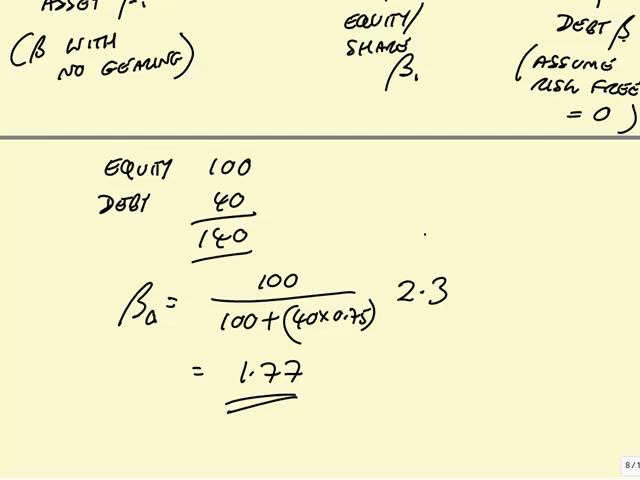 ASSET β.
(β WITH
NO GEARING)
EQUITY/
SHARE
β.
DEBT β
(ASSUME
RISK FREE
= 0)
EQUITY 100
DEBT 40
140
βA = 100 / 100+(40×0.75) 2.3
= 1.77
8/1